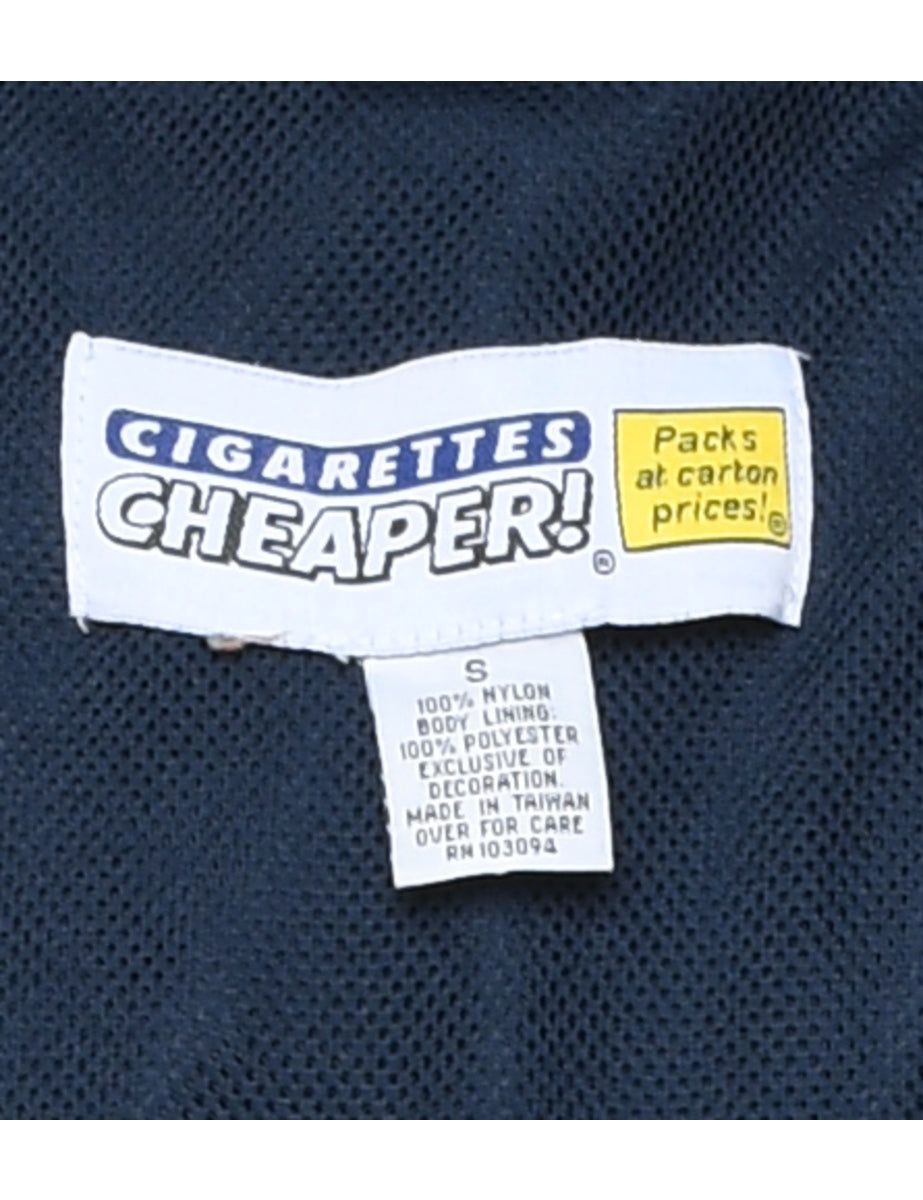 CIGARETTES
CHEAPER!
®
Packs
at carton
prices!®
S
100% NYLON
BODY LINING:
100% POLYESTER
EXCLUSIVE OF
DECORATION.
MADE IN TAIWAN
OVER FOR CARE
RN 103094